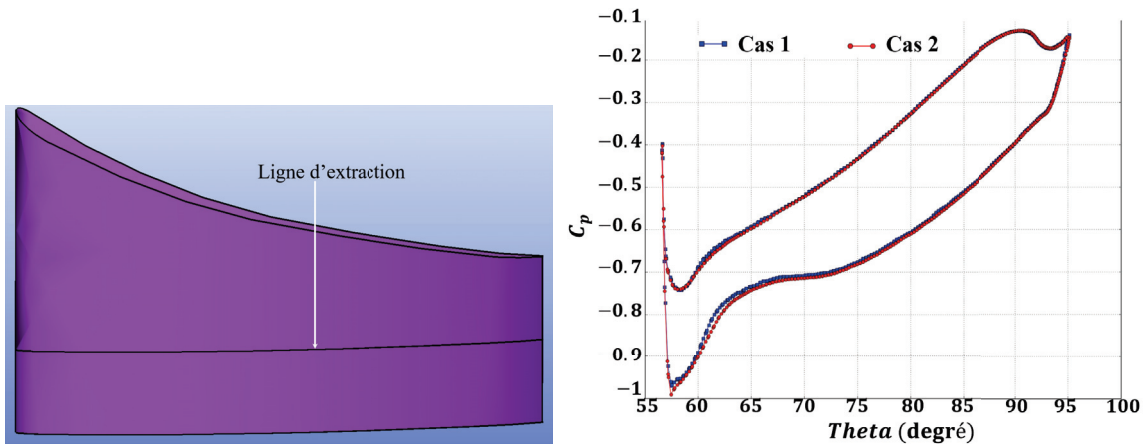 Ligne d'extraction
Cas 1
Cas 2
−0.1
−0.2
−0.3
−0.4
−0.5
−0.6
−0.7
−0.8
0.9
−1
C_p
55 60 65 70 75 80 85 90 95 100
Theta (degré)